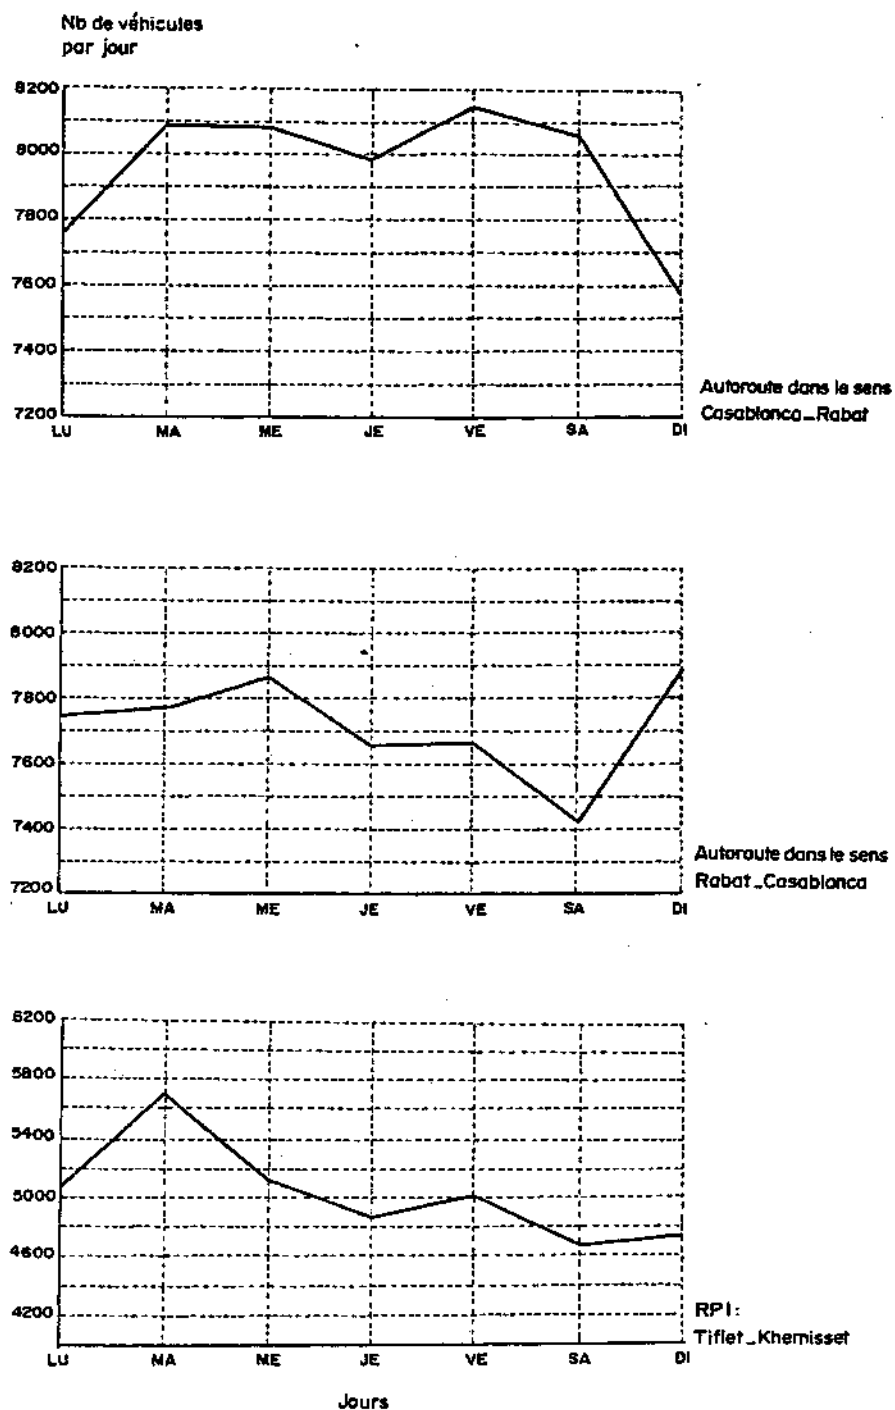 Nb de véhicules
par jour
8200
8000
7800
7600
7400
7200
LU MA ME JE VE SA DI
Autoroute dans le sens
Casablanca_Rabat
8200
8000
7800
7600
7400
7200
LU MA ME JE VE SA DI
Autoroute dans le sens
Rabat_Casablanca
6200
5800
5400
5000
4600
4200
LU MA ME JE VE SA DI
RP1:
Tiflet_Khemisset
Jours